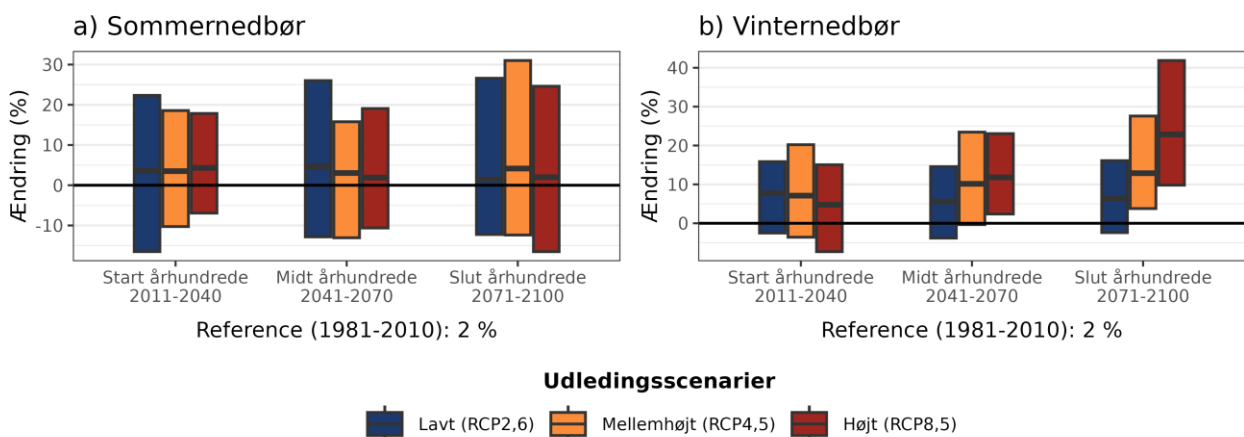 a) Sommernedbør
Ændring (%)
30
20
10
0
-10
Start århundrede
2011-2040
Midt århundrede
2041-2070
Slut århundrede
2071-2100
Reference (1981-2010): 2 %
b) Vinternedbør
Ændring (%)
40
30
20
10
0
Start århundrede
2011-2040
Midt århundrede
2041-2070
Slut århundrede
2071-2100
Reference (1981-2010): 2 %
Udledingsscenarier
Lavt (RCP2,6)
Mellemhøjt (RCP4,5)
Højt (RCP8,5)